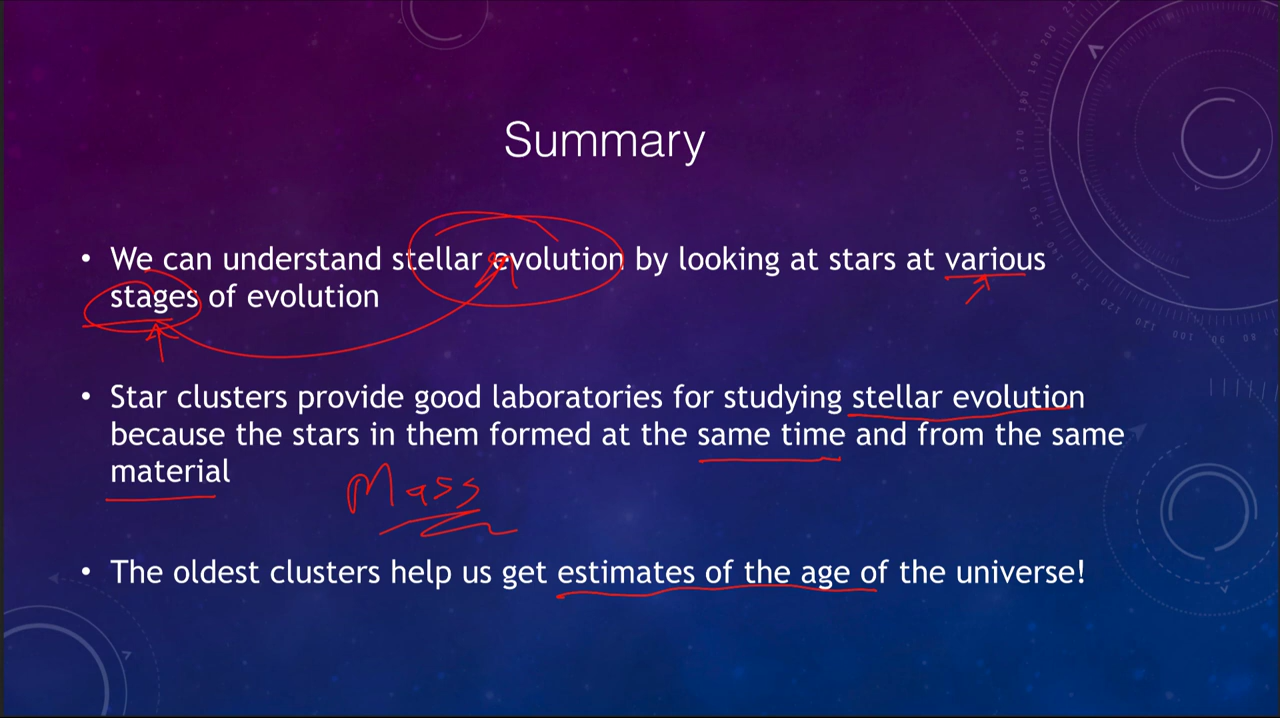 Summary
• We can understand stellar evolution by looking at stars at various
stages of evolution
• Star clusters provide good laboratories for studying stellar evolution
because the stars in them formed at the same time and from the same
material
Mass
• The oldest clusters help us get estimates of the age of the universe!